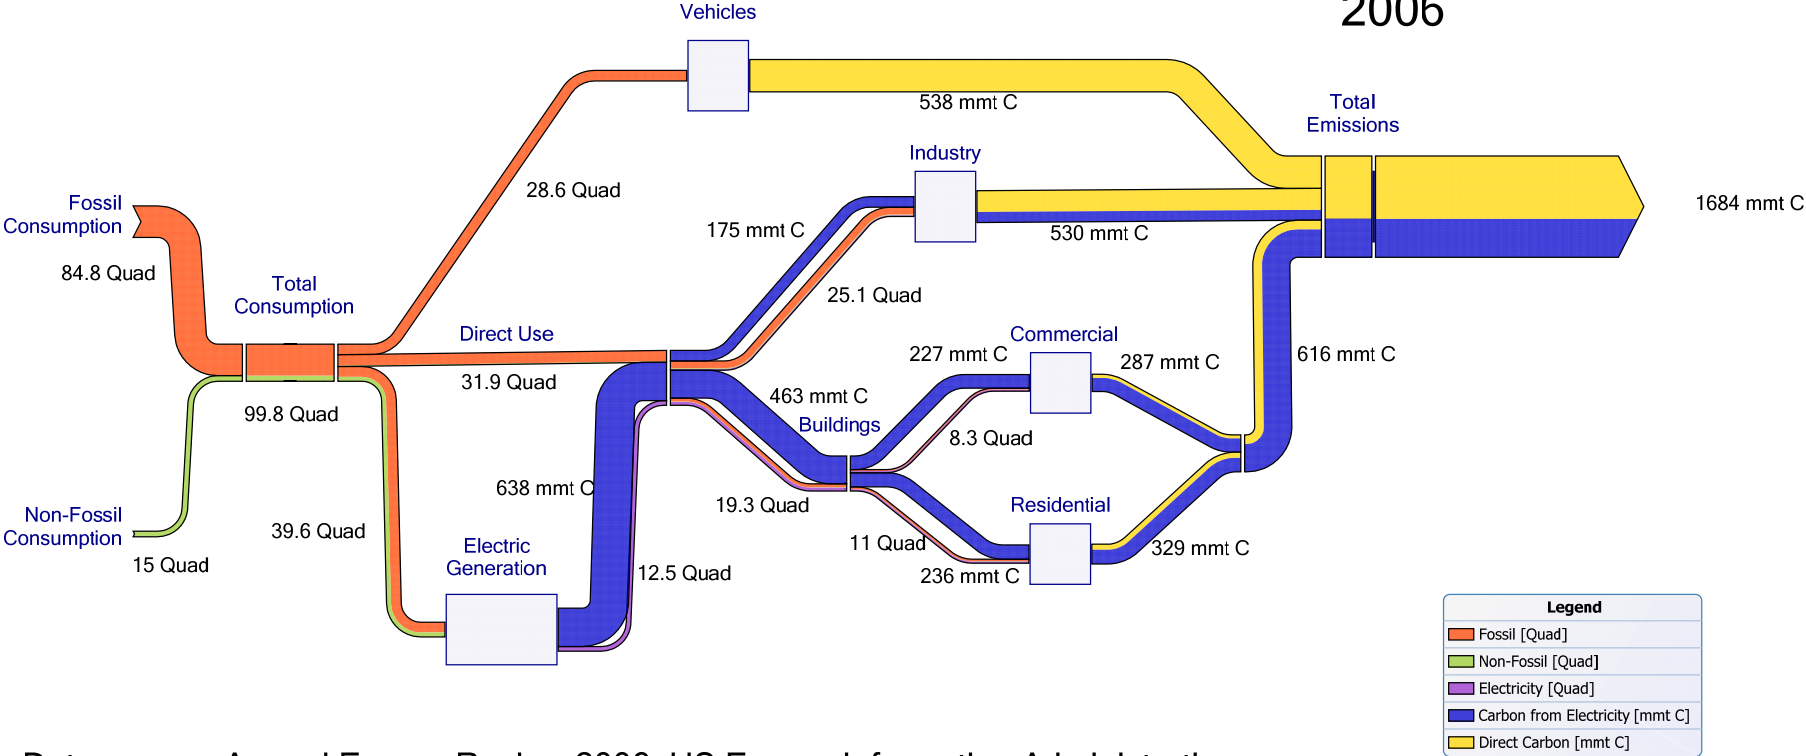 2006
Vehicles
538 mmt C
Total
Emissions
Industry
28.6 Quad
Fossil
Consumption
175 mmt C
530 mmt C
1684 mmt C
84.8 Quad
Total
Consumption
25.1 Quad
Direct Use
31.9 Quad
Commercial
227 mmt C
287 mmt C
616 mmt C
463 mmt C
Buildings
99.8 Quad
8.3 Quad
638 mmt C
19.3 Quad
Residential
Non-Fossil
Consumption
39.6 Quad
15 Quad
Electric
Generation
12.5 Quad
11 Quad
236 mmt C
329 mmt C
Legend
Fossil [Quad]
Non-Fossil [Quad]
Electricity [Quad]
Carbon from Electricity [mmt C]
Direct Carbon [mmt C]